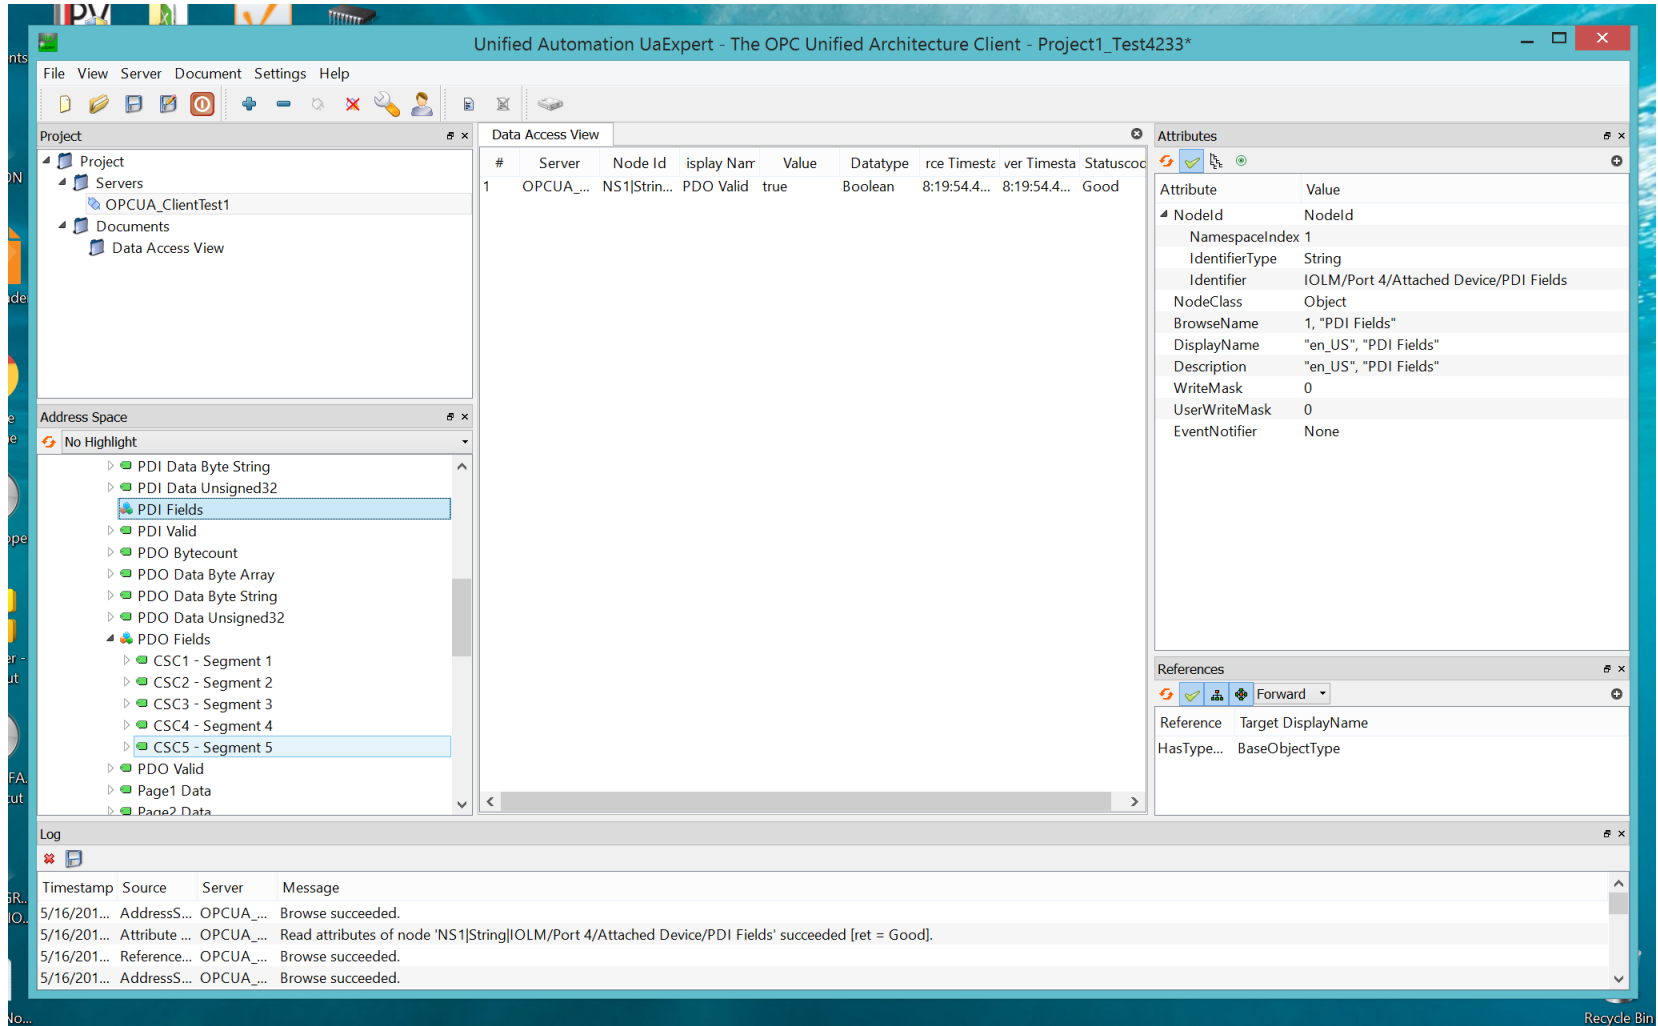 Unified Automation UaExpert - The OPC Unified Architecture Client - Project1_Test4233*
File View Server Document Settings Help
Project
Project
Servers
OPCUA_ClientTest1
Documents
Data Access View
Address Space
No Highlight
PDI Data Byte String
PDI Data Unsigned32
PDI Fields
PDI Valid
PDO Bytecount
PDO Data Byte Array
PDO Data Byte String
PDO Data Unsigned32
PDO Fields
CSC1 - Segment 1
CSC2 - Segment 2
CSC3 - Segment 3
CSC4 - Segment 4
CSC5 - Segment 5
PDO Valid
Page1 Data
Page2 Data
Data Access View
# Server Node Id isplay Nam Value Datatype rce Timesta ver Timesta Statuscod
1 OPCUA_... NS1|Strin... PDO Valid true Boolean 8:19:54.4... 8:19:54.4... Good
Attributes
Attribute Value
NodeId NodeId
NamespaceIndex 1
IdentifierType String
Identifier IOLM/Port 4/Attached Device/PDI Fields
NodeClass Object
BrowseName 1, "PDI Fields"
DisplayName "en_US", "PDI Fields"
Description "en_US", "PDI Fields"
WriteMask 0
UserWriteMask 0
EventNotifier None
References
Forward
Reference Target DisplayName
HasType... BaseObjectType
Log
Timestamp Source Server Message
5/16/201... AddressS... OPCUA_... Browse succeeded.
5/16/201... Attribute ... OPCUA_... Read attributes of node 'NS1|String|IOLM/Port 4/Attached Device/PDI Fields' succeeded [ret = Good].
5/16/201... Reference... OPCUA_... Browse succeeded.
5/16/201... AddressS... OPCUA_... Browse succeeded.
Recycle Bin